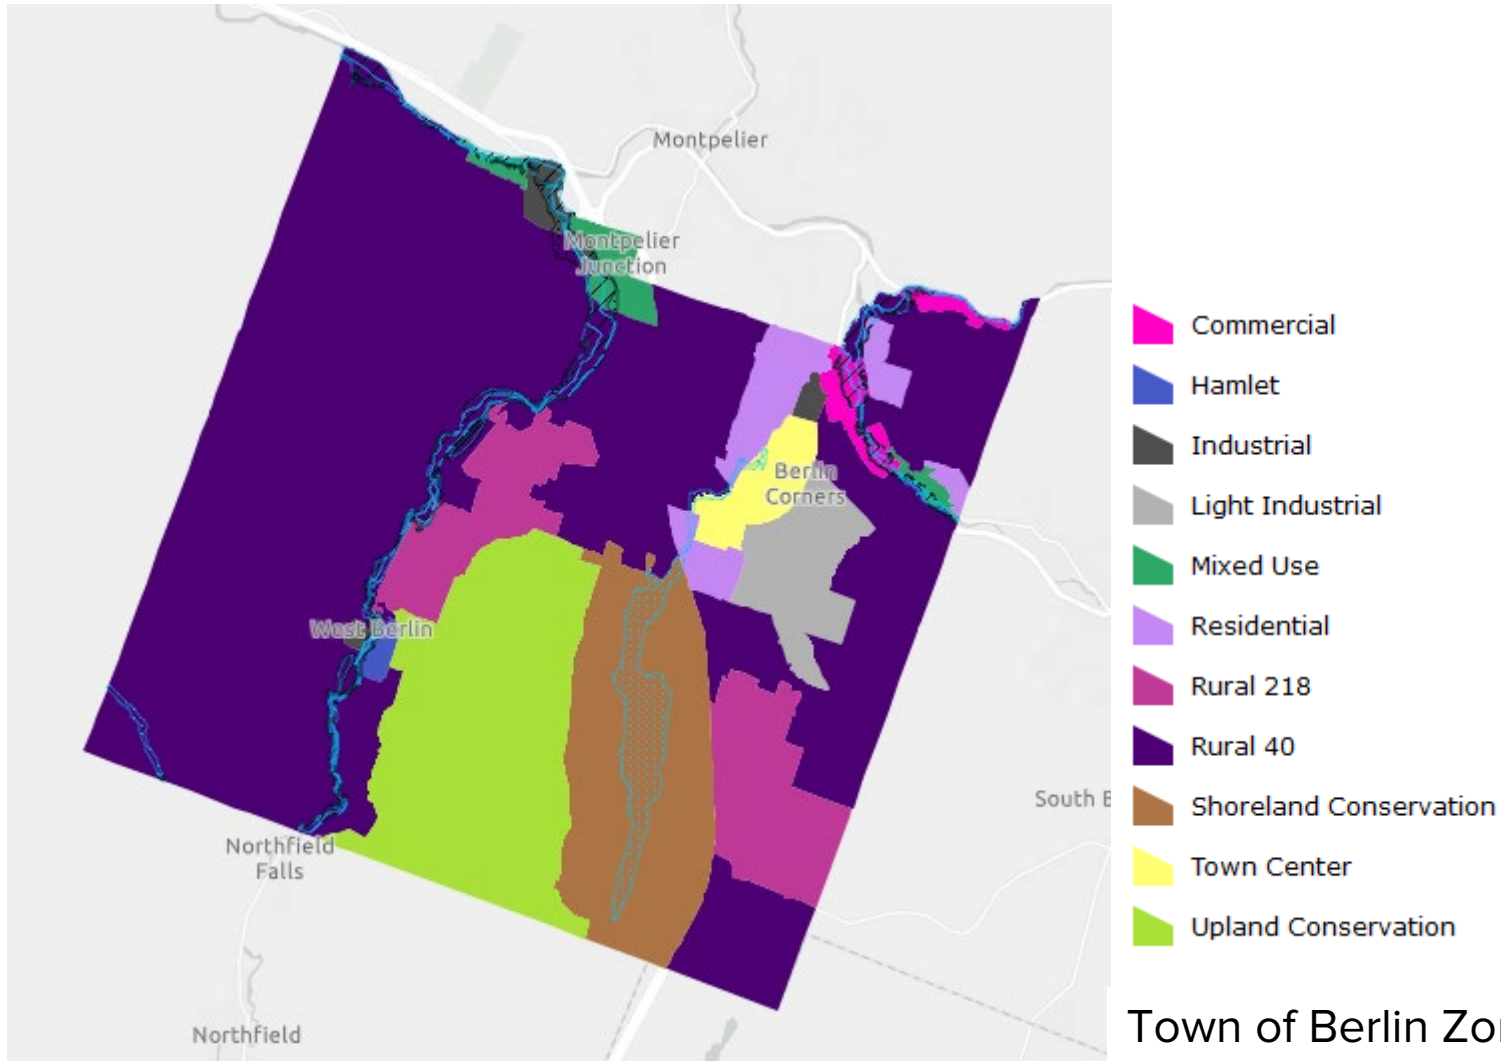 Montpelier
Montpelier
Junction
Berlin
Corners
West Berlin
South B
Northfield
Falls
Northfield
Commercial
Hamlet
Industrial
Light Industrial
Mixed Use
Residential
Rural 218
Rural 40
Shoreland Conservation
Town Center
Upland Conservation
Town of Berlin Zo